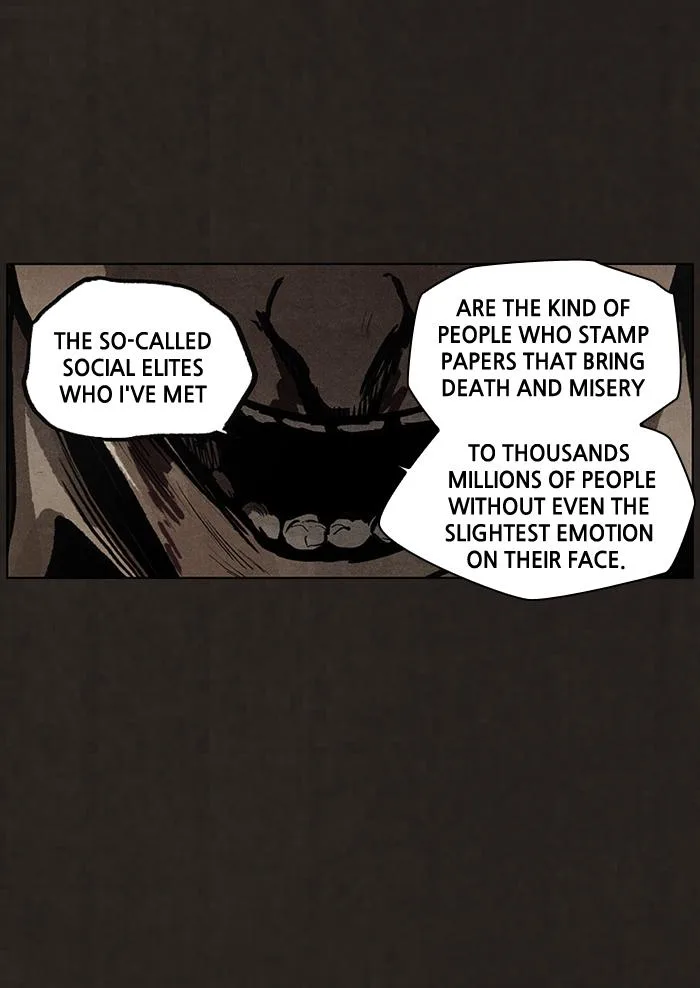 THE SO-CALLED
SOCIAL ELITES
WHO I'VE MET
ARE THE KIND OF
PEOPLE WHO STAMP
PAPERS THAT BRING
DEATH AND MISERY
TO THOUSANDS
MILLIONS OF PEOPLE
WITHOUT EVEN THE
SLIGHTEST EMOTION
ON THEIR FACE.